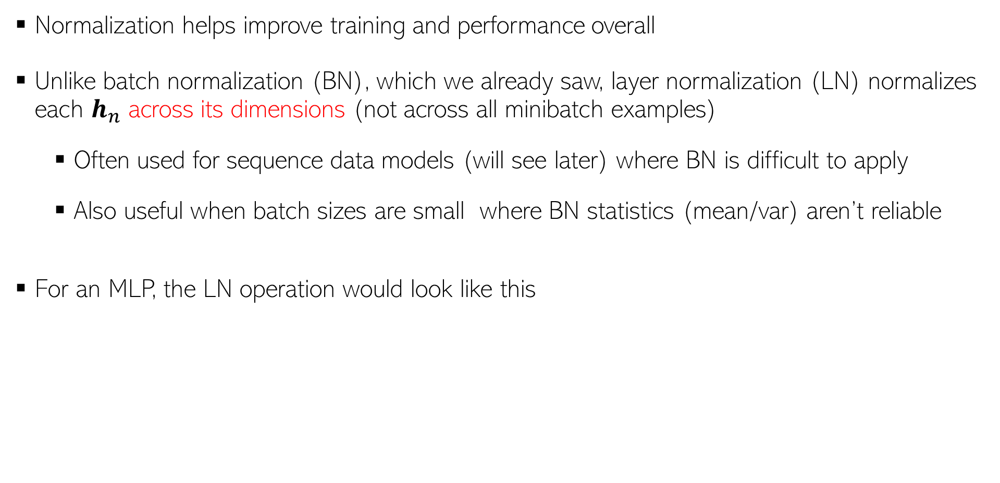 ▪ Normalization helps improve training and performance overall
▪ Unlike batch normalization (BN), which we already saw, layer normalization (LN) normalizes
each 𝒉ₙ across its dimensions (not across all minibatch examples)
▪ Often used for sequence data models (will see later) where BN is difficult to apply
▪ Also useful when batch sizes are small where BN statistics (mean/var) aren’t reliable
▪ For an MLP, the LN operation would look like this